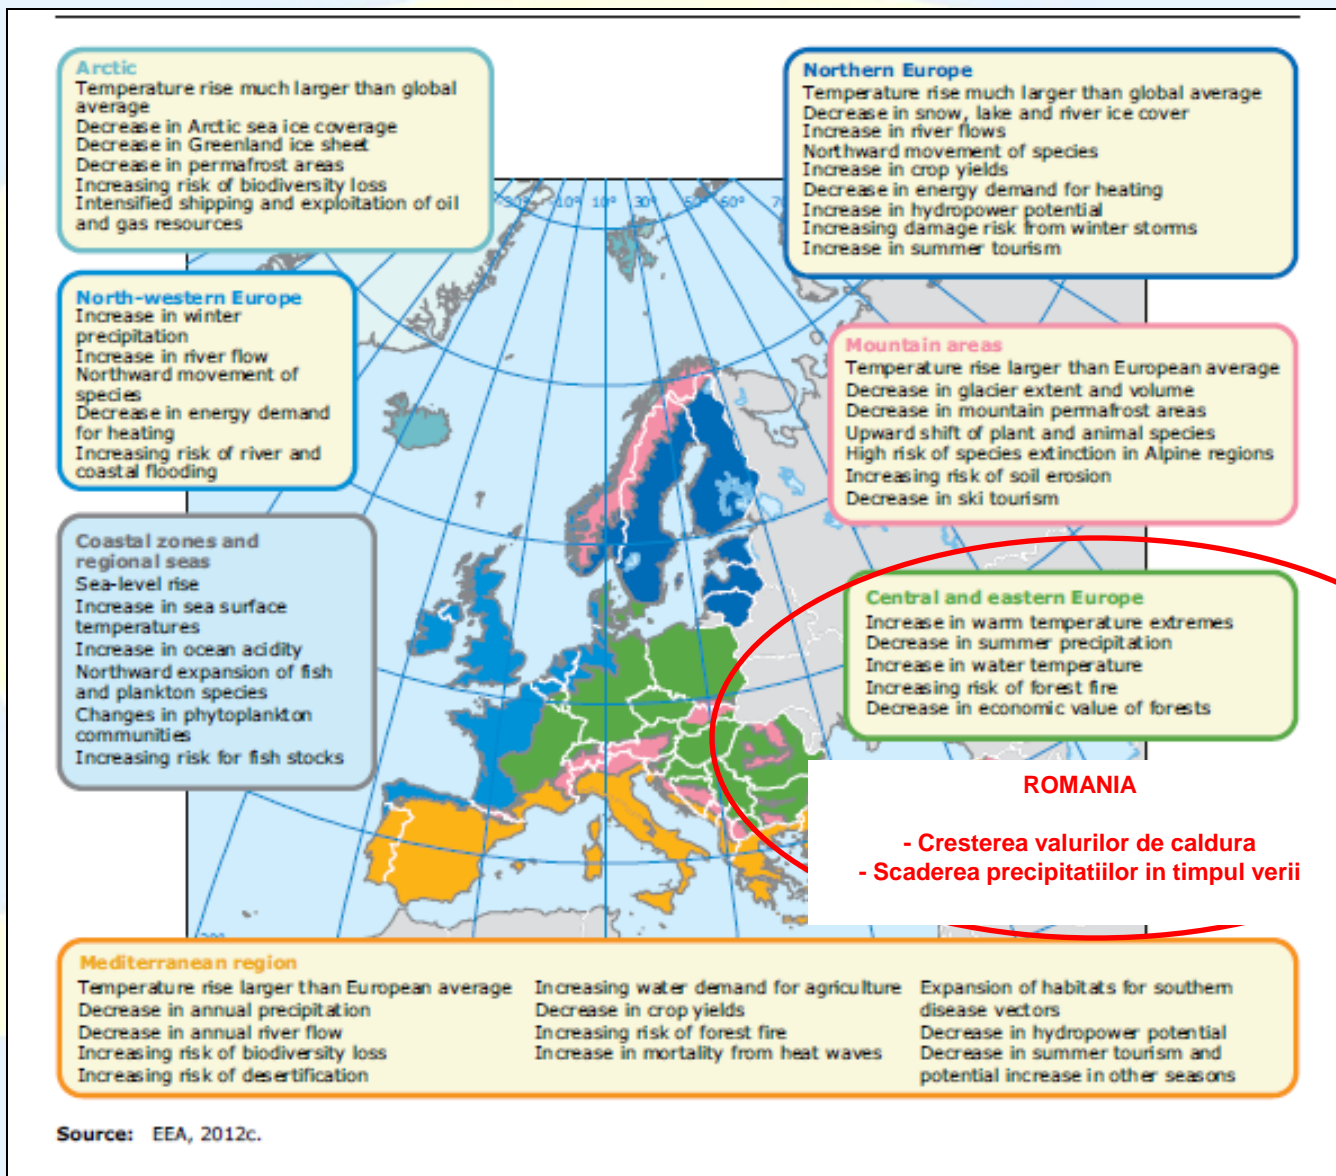 Arctic
Temperature rise much larger than global
average
Decrease in Arctic sea ice coverage
Decrease in Greenland ice sheet
Decrease in permafrost areas
Increasing risk of biodiversity loss
Intensified shipping and exploitation of oil
and gas resources
Northern Europe
Temperature rise much larger than global average
Decrease in snow, lake and river ice cover
Increase in river flows
Northward movement of species
Increase in crop yields
Decrease in energy demand for heating
Increase in hydropower potential
Increasing damage risk from winter storms
Increase in summer tourism
10° 10° 30° 50° 60°
North-western Europe
Increase in winter
precipitation
Increase in river flow
Northward movement of
species
Decrease in energy demand
for heating
Increasing risk of river and
coastal flooding
Mountain areas
Temperature rise larger than European average
Decrease in glacier extent and volume
Decrease in mountain permafrost areas
Upward shift of plant and animal species
High risk of species extinction in Alpine regions
Increasing risk of soil erosion
Decrease in ski tourism
Coastal zones and
regional seas
Sea-level rise
Increase in sea surface
temperatures
Increase in ocean acidity
Northward expansion of fish
and plankton species
Changes in phytoplankton
communities
Increasing risk for fish stocks
Central and eastern Europe
Increase in warm temperature extremes
Decrease in summer precipitation
Increase in water temperature
Increasing risk of forest fire
Decrease in economic value of forests
ROMANIA
- Cresterea valurilor de caldura
- Scaderea precipitatiilor in timpul verii
Mediterranean region
Temperature rise larger than European average
Decrease in annual precipitation
Decrease in annual river flow
Increasing risk of biodiversity loss
Increasing risk of desertification
Increasing water demand for agriculture
Decrease in crop yields
Increasing risk of forest fire
Increase in mortality from heat waves
Expansion of habitats for southern
disease vectors
Decrease in hydropower potential
Decrease in summer tourism and
potential increase in other seasons
Source: EEA, 2012c.